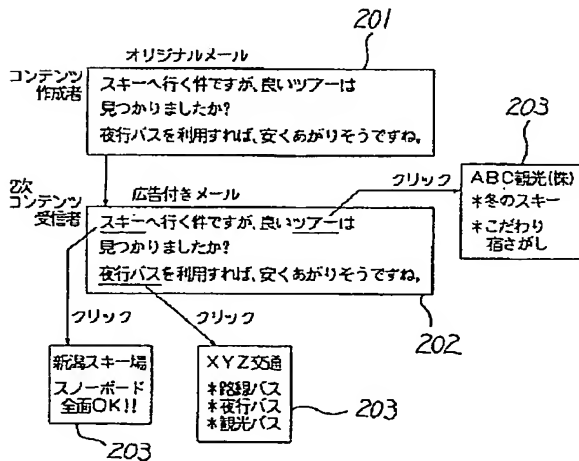 201
オリジナルメール
コンテンツ
作成者
スキーへ行く件ですが、良いツアーは
見つかりましたか?
夜行バスを利用すれば、安くあがりそうですね。
203
クリック
ABC観光(株)
*冬のスキー
*こだわり
宿さがし
2次
コンテンツ
受信者
広告付きメール
スキーへ行く件ですが、良いツアーは
見つかりましたか?
夜行バスを利用すれば、安くあがりそうですね。
202
クリック
クリック
新潟スキー場
スノーボード
全面OK!!
203
XYZ交通
*路線バス
*夜行バス
*観光バス
203